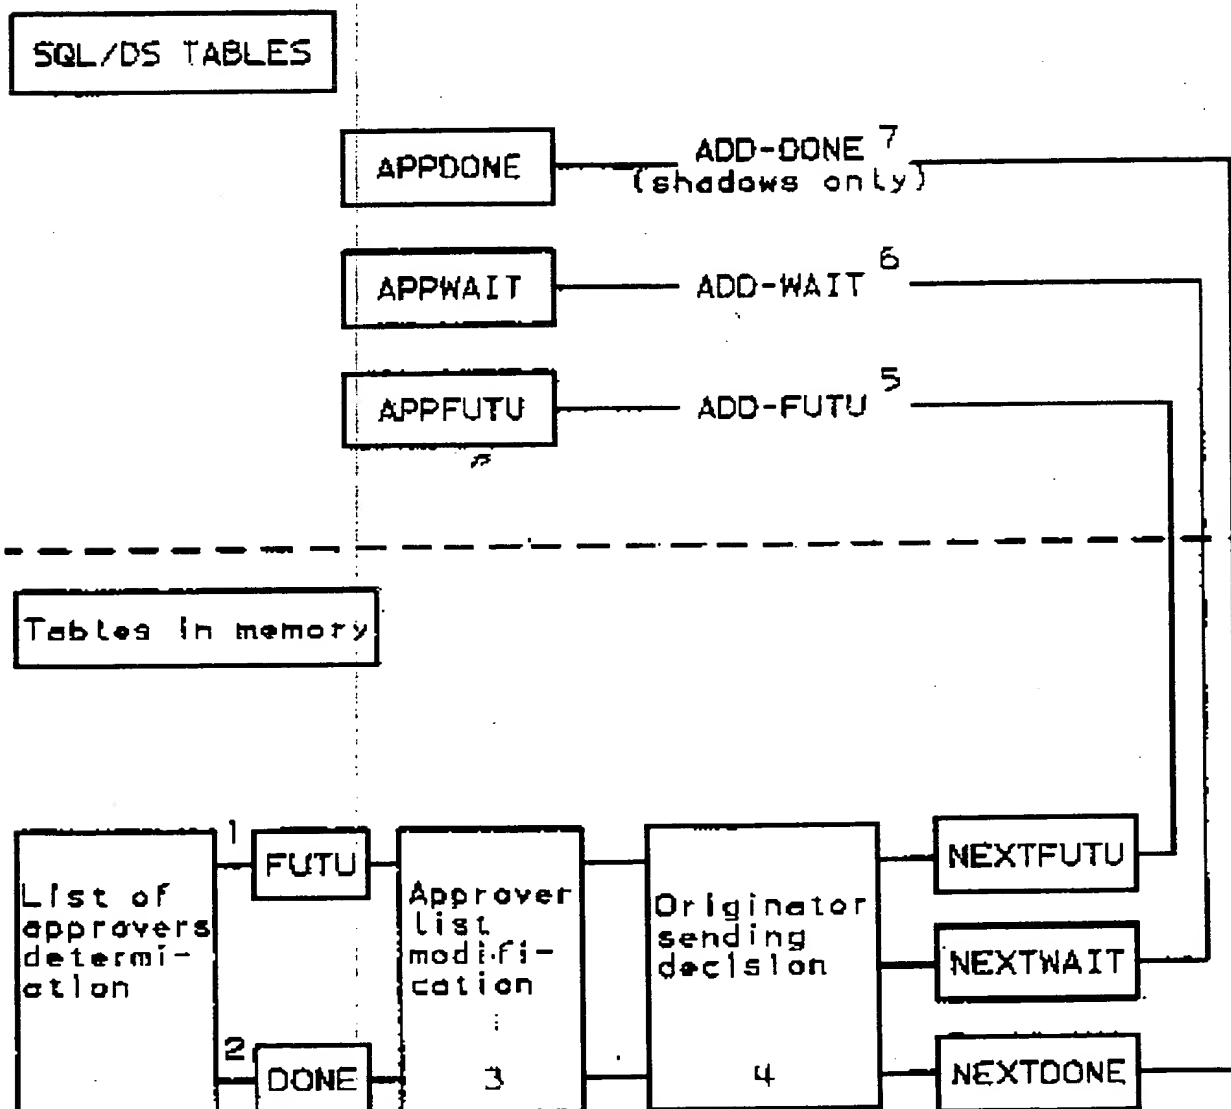 SQL/DS TABLES
APPDONE
ADD-DONE 7
(shadows only)
APPWAIT
ADD-WAIT 6
APPFUTU
ADD-FUTU 5
Tables in memory
List of
approvers
determi-
ation
1
FUTU
2
DONE
Approver
list
modifi-
cation
3
Originator
sending
decision
4
NEXTFUTU
NEXTWAIT
NEXTDONE